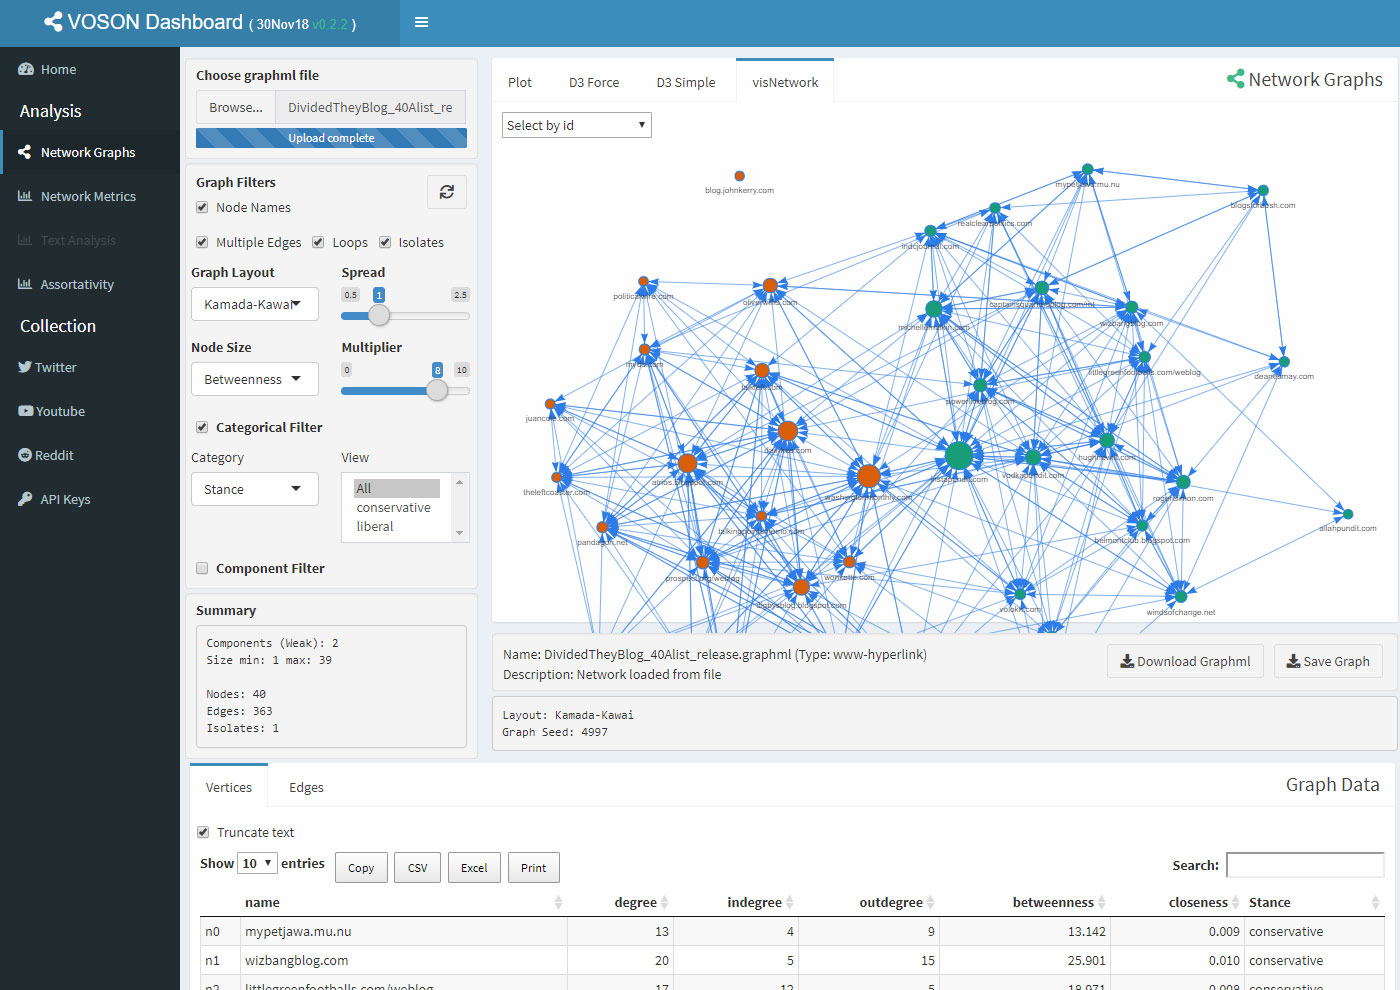 VOSON Dashboard ( 30Nov18 v0.2.2 )
Home
Analysis
Network Graphs
Network Metrics
Text Analysis
Assortativity
Collection
Twitter
Youtube
Reddit
API Keys
Choose graphml file
Browse... DividedTheyBlog_40Alist_re
Upload complete
Graph Filters
Node Names
Multiple Edges Loops Isolates
Graph Layout Spread
Kamada-Kawai 0.5 1 2.5
Node Size Multiplier
Betweenness 0 8 10
Categorical Filter
Category View
Stance All
conservative
liberal
Component Filter
Summary
Components (Weak): 2
Size min: 1 max: 39
Nodes: 40
Edges: 363
Isolates: 1
Plot D3 Force D3 Simple visNetwork Network Graphs
Select by id
blog.johnkerry.com
mypetjawa.mu.nu
realclearpolitics.com
indcjournal.com
politicalwire.com
michellemalkin.com
wizbangblog.com
littlegreenfootballs.com/weblog
deanesmay.com
powerlineblog.com
juancole.com
dailykos.com
hughhewitt.com
theleftcoaster.com
atrios.blogspot.com
washingtonmonthly.com
instapundit.com
vodkapundit.com
rogerlsimon.com
allahpundit.com
pandagon.net
talkingpointsmemo.com
belmontclub.blogspot.com
prospect.org/weblog
wonkette.com
digbysblog.blogspot.com
volokh.com
windsofchange.net
Name: DividedTheyBlog_40Alist_release.graphml (Type: www-hyperlink)
Description: Network loaded from file
Download Graphml Save Graph
Layout: Kamada-Kawai
Graph Seed: 4997
Vertices Edges Graph Data
Truncate text
Show 10 entries Copy CSV Excel Print Search:
name degree indegree outdegree betweenness closeness Stance
n0 mypetjawa.mu.nu 13 4 9 13.142 0.009 conservative
n1 wizbangblog.com 20 5 15 25.901 0.010 conservative
n2 littlegreenfootballs.com/weblog 17 12 5 18.971 0.008 conservative